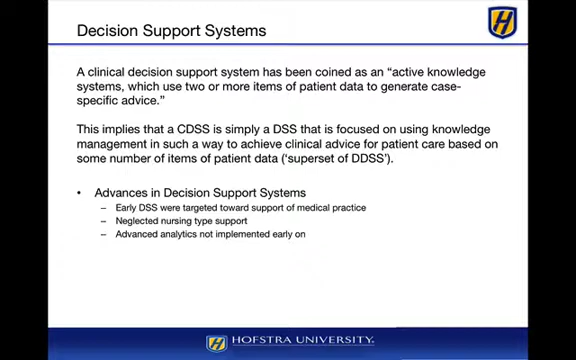 Decision Support Systems
H
A clinical decision support system has been coined as an “active knowledge
systems, which use two or more items of patient data to generate case-
specific advice.”
This implies that a CDSS is simply a DSS that is focused on using knowledge
management in such a way to achieve clinical advice for patient care based on
some number of items of patient data (‘superset of DDSS’).
• Advances in Decision Support Systems
– Early DSS were targeted toward support of medical practice
– Neglected nursing type support
– Advanced analytics not implemented early on
H HOFSTRA UNIVERSITY